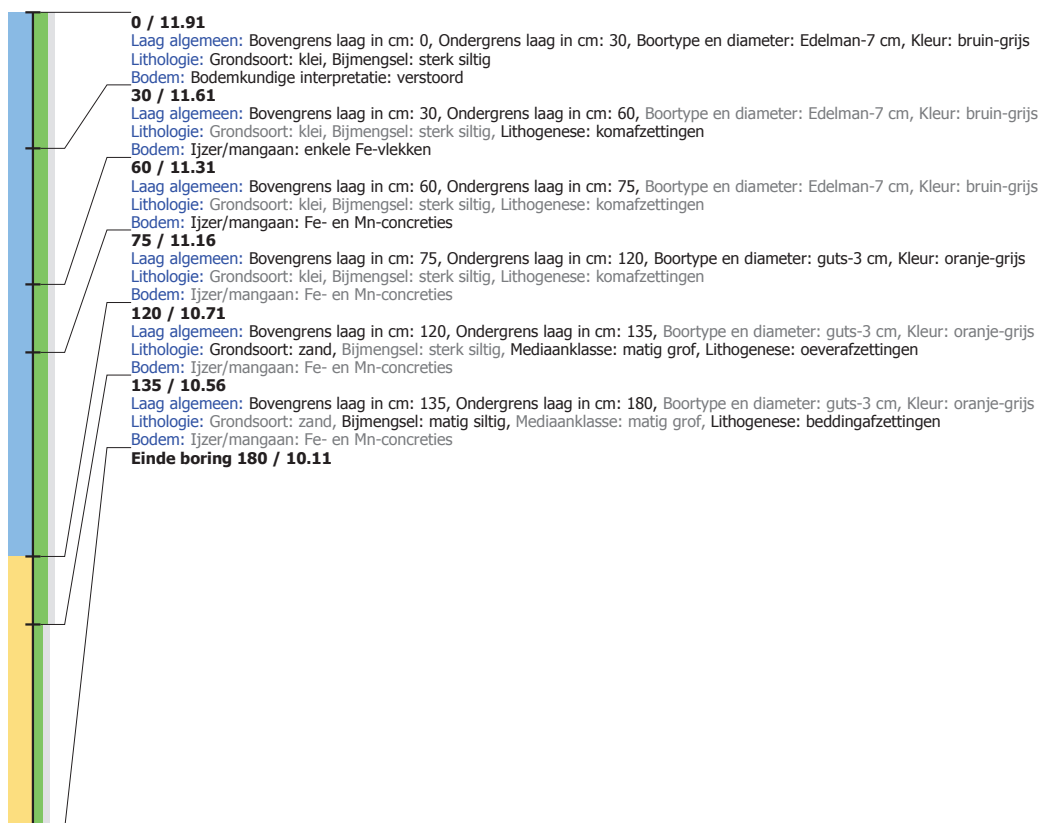 0 / 11.91
Laag algemeen: Bovengrens laag in cm: 0, Ondergrens laag in cm: 30, Boortype en diameter: Edelman-7 cm, Kleur: bruin-grijs
Lithologie: Grondsoort: klei, Bijmengsel: sterk siltig
Bodem: Bodemkundige interpretatie: verstoord
30 / 11.61
Laag algemeen: Bovengrens laag in cm: 30, Ondergrens laag in cm: 60, Boortype en diameter: Edelman-7 cm, Kleur: bruin-grijs
Lithologie: Grondsoort: klei, Bijmengsel: sterk siltig, Lithogenese: komafzettingen
Bodem: Ijzer/mangaan: enkele Fe-vlekken
60 / 11.31
Laag algemeen: Bovengrens laag in cm: 60, Ondergrens laag in cm: 75, Boortype en diameter: Edelman-7 cm, Kleur: bruin-grijs
Lithologie: Grondsoort: klei, Bijmengsel: sterk siltig, Lithogenese: komafzettingen
Bodem: Ijzer/mangaan: Fe- en Mn-concreties
75 / 11.16
Laag algemeen: Bovengrens laag in cm: 75, Ondergrens laag in cm: 120, Boortype en diameter: guts-3 cm, Kleur: oranje-grijs
Lithologie: Grondsoort: klei, Bijmengsel: sterk siltig, Lithogenese: komafzettingen
Bodem: Ijzer/mangaan: Fe- en Mn-concreties
120 / 10.71
Laag algemeen: Bovengrens laag in cm: 120, Ondergrens laag in cm: 135, Boortype en diameter: guts-3 cm, Kleur: oranje-grijs
Lithologie: Grondsoort: zand, Bijmengsel: sterk siltig, Mediaanklasse: matig grof, Lithogenese: oeverafzettingen
Bodem: Ijzer/mangaan: Fe- en Mn-concreties
135 / 10.56
Laag algemeen: Bovengrens laag in cm: 135, Ondergrens laag in cm: 180, Boortype en diameter: guts-3 cm, Kleur: oranje-grijs
Lithologie: Grondsoort: zand, Bijmengsel: matig siltig, Mediaanklasse: matig grof, Lithogenese: beddingafzettingen
Bodem: Ijzer/mangaan: Fe- en Mn-concreties
Einde boring 180 / 10.11